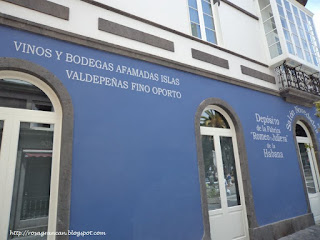 VINOS Y BODEGAS AFAMADAS ISLAS
VALDEPEÑAS FINO OPORTO
Depósito
de la Fábrica
"Romeo y Julieta"
de la
Habana
http://rosagrancan.blogspot.com